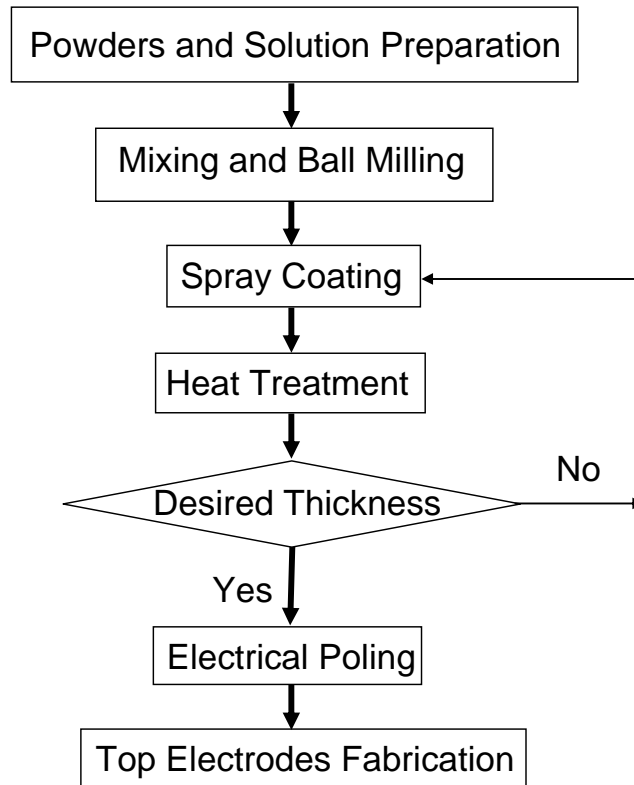 Powders and Solution Preparation
Mixing and Ball Milling
Spray Coating
Heat Treatment
Desired Thickness
No
Yes
Electrical Poling
Top Electrodes Fabrication